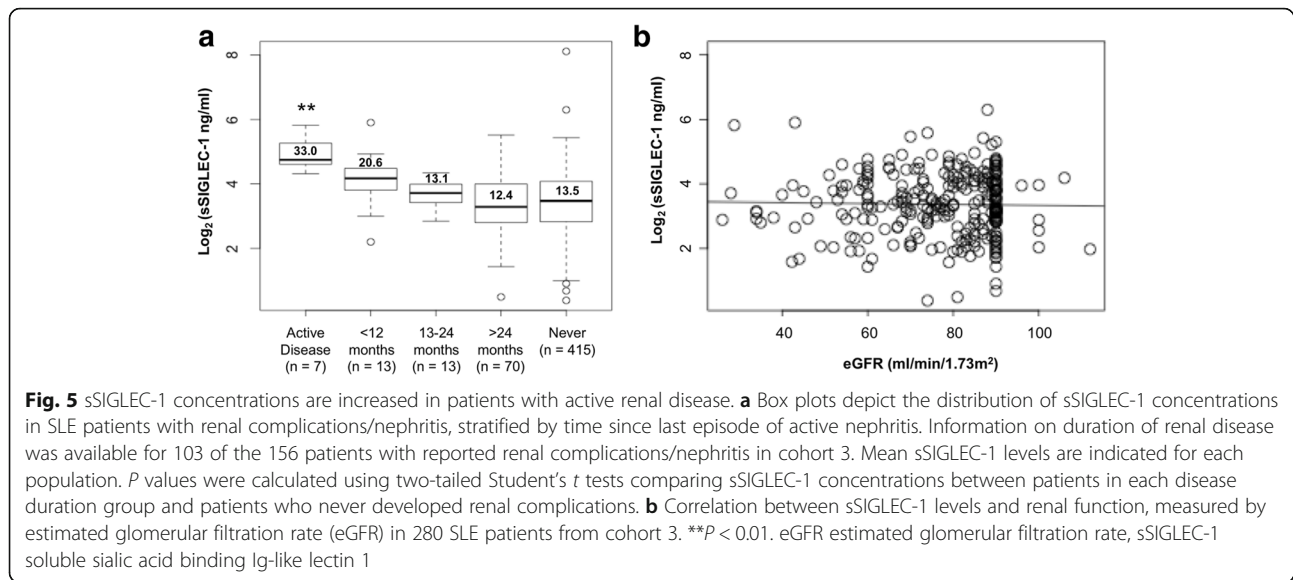 a
b
8
6
4
2
Log2 (sSIGLEC-1 ng/ml)
**
33.0
20.6
13.1
12.4
13.5
Active Disease (n = 7)
<12 months (n = 13)
13-24 months (n = 13)
>24 months (n = 70)
Never (n = 415)
8
6
4
2
Log2 (sSIGLEC-1 ng/ml)
40 60 80 100
eGFR (ml/min/1.73m²)
Fig. 5 sSIGLEC-1 concentrations are increased in patients with active renal disease. a Box plots depict the distribution of sSIGLEC-1 concentrations
in SLE patients with renal complications/nephritis, stratified by time since last episode of active nephritis. Information on duration of renal disease
was available for 103 of the 156 patients with reported renal complications/nephritis in cohort 3. Mean sSIGLEC-1 levels are indicated for each
population. P values were calculated using two-tailed Student's t tests comparing sSIGLEC-1 concentrations between patients in each disease
duration group and patients who never developed renal complications. b Correlation between sSIGLEC-1 levels and renal function, measured by
estimated glomerular filtration rate (eGFR) in 280 SLE patients from cohort 3. **P < 0.01. eGFR estimated glomerular filtration rate, sSIGLEC-1
soluble sialic acid binding Ig-like lectin 1